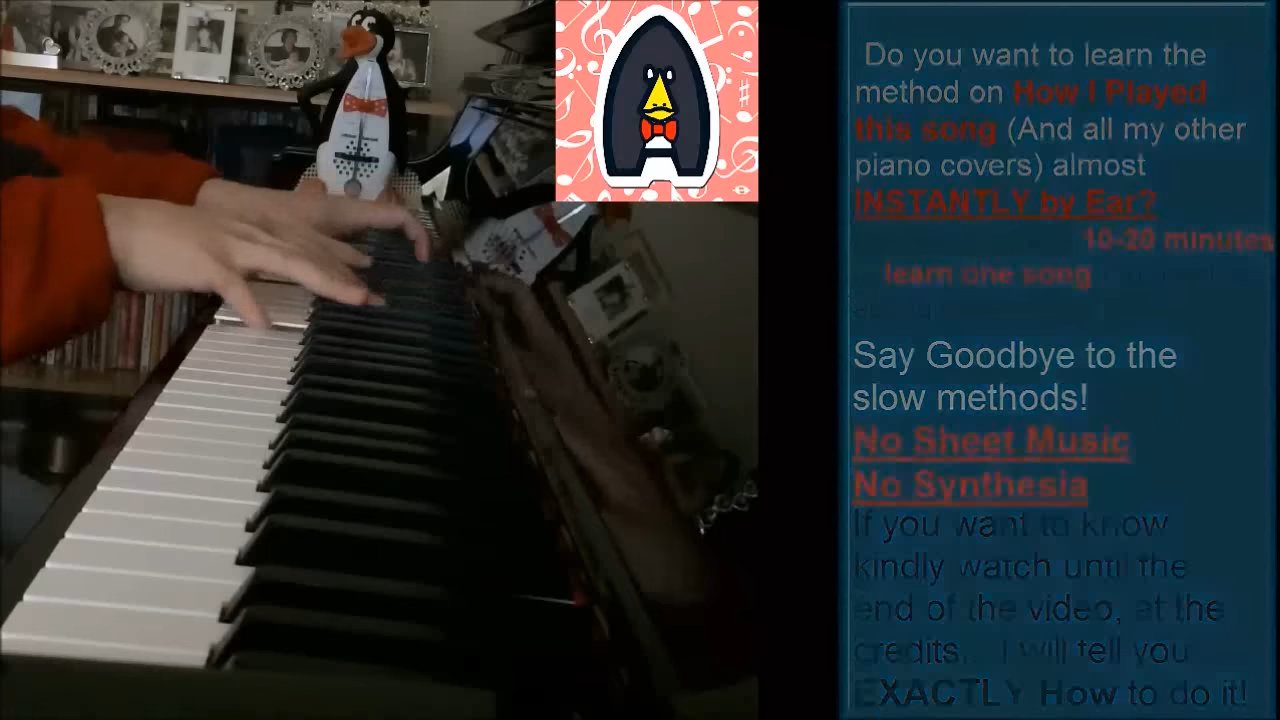 Do you want to learn the
method on How I Played
this song (And all my other
piano covers) almost
INSTANTLY by Ear?
10-20 minutes
learn one song
Say Goodbye to the
slow methods!
No Sheet Music
No Synthesia
If you want to know
kindly watch until the
end of the video, at the
credits. I will tell you
EXACTLY How to do it!